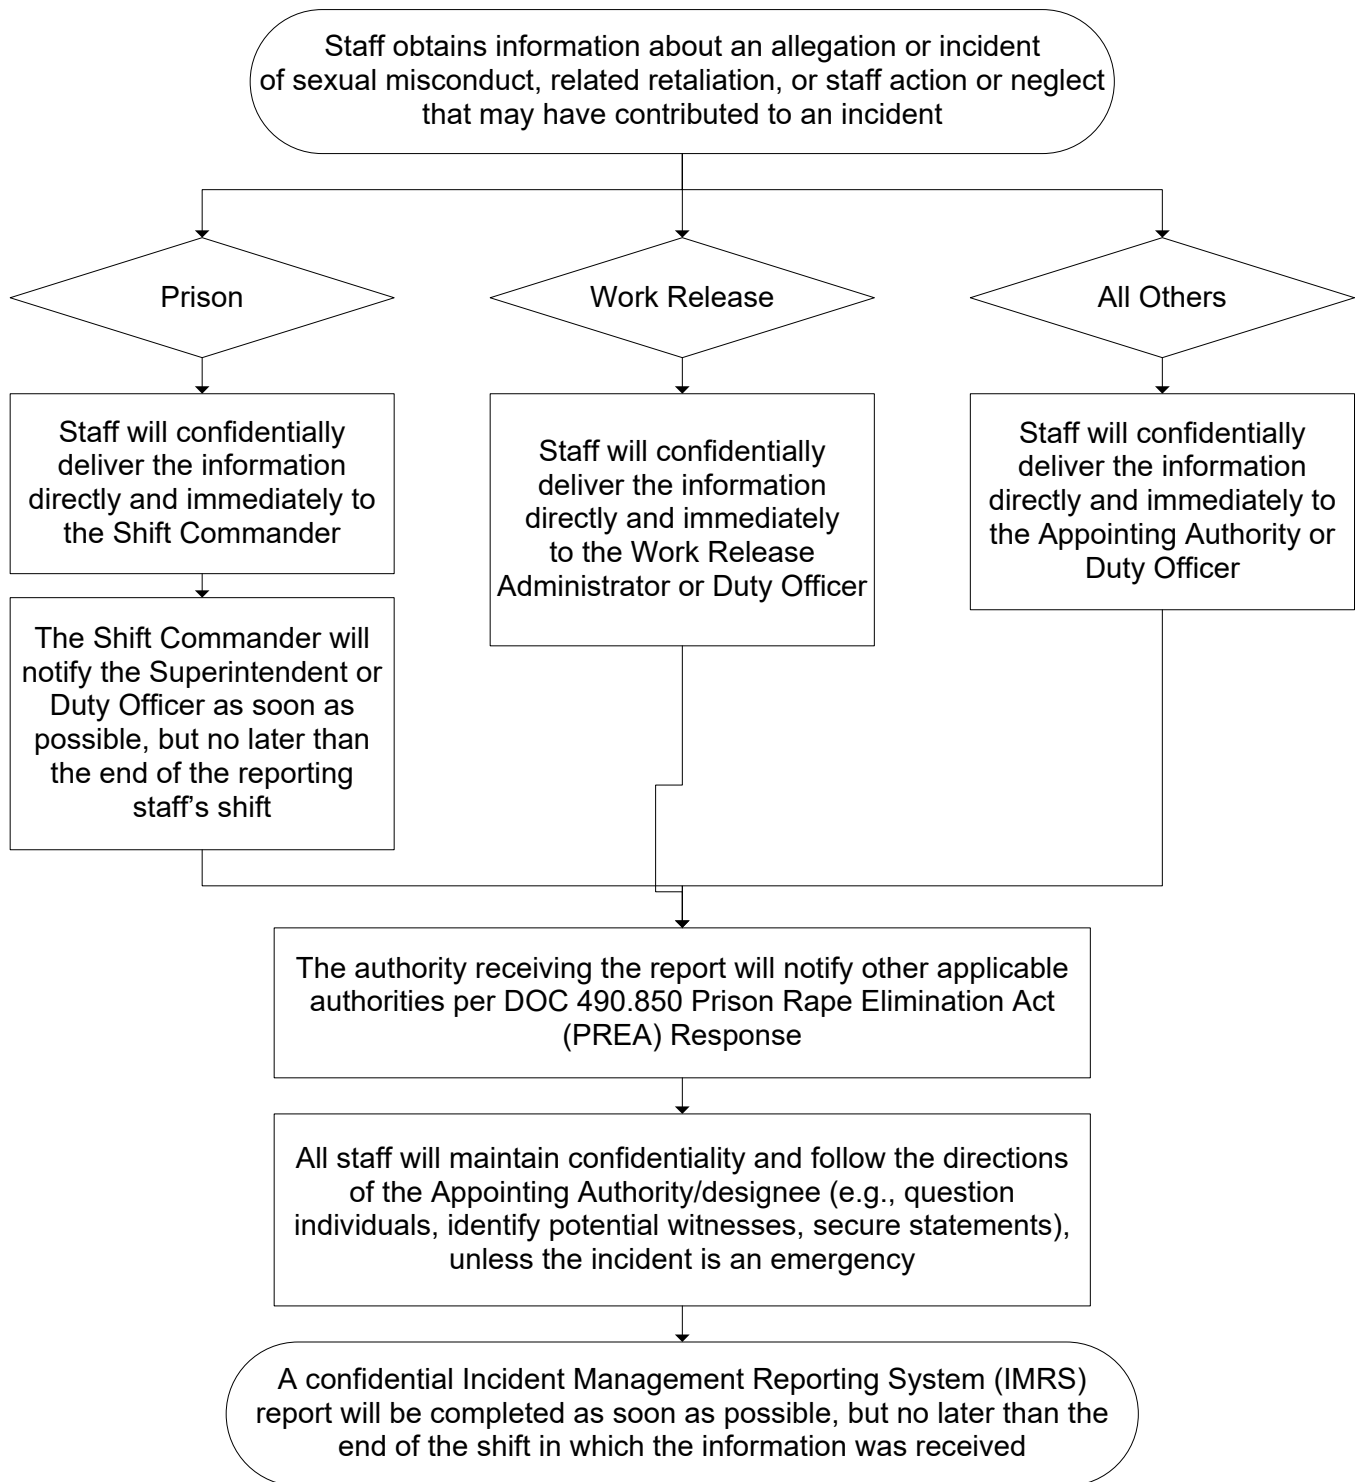 Staff obtains information about an allegation or incident
of sexual misconduct, related retaliation, or staff action or neglect
that may have contributed to an incident
Prison
Work Release
All Others
Staff will confidentially
deliver the information
directly and immediately to
the Shift Commander
Staff will confidentially
deliver the information
directly and immediately
to the Work Release
Administrator or Duty Officer
Staff will confidentially
deliver the information
directly and immediately to
the Appointing Authority or
Duty Officer
The Shift Commander will
notify the Superintendent or
Duty Officer as soon as
possible, but no later than
the end of the reporting
staff’s shift
The authority receiving the report will notify other applicable
authorities per DOC 490.850 Prison Rape Elimination Act
(PREA) Response
All staff will maintain confidentiality and follow the directions
of the Appointing Authority/designee (e.g., question
individuals, identify potential witnesses, secure statements),
unless the incident is an emergency
A confidential Incident Management Reporting System (IMRS)
report will be completed as soon as possible, but no later than the
end of the shift in which the information was received